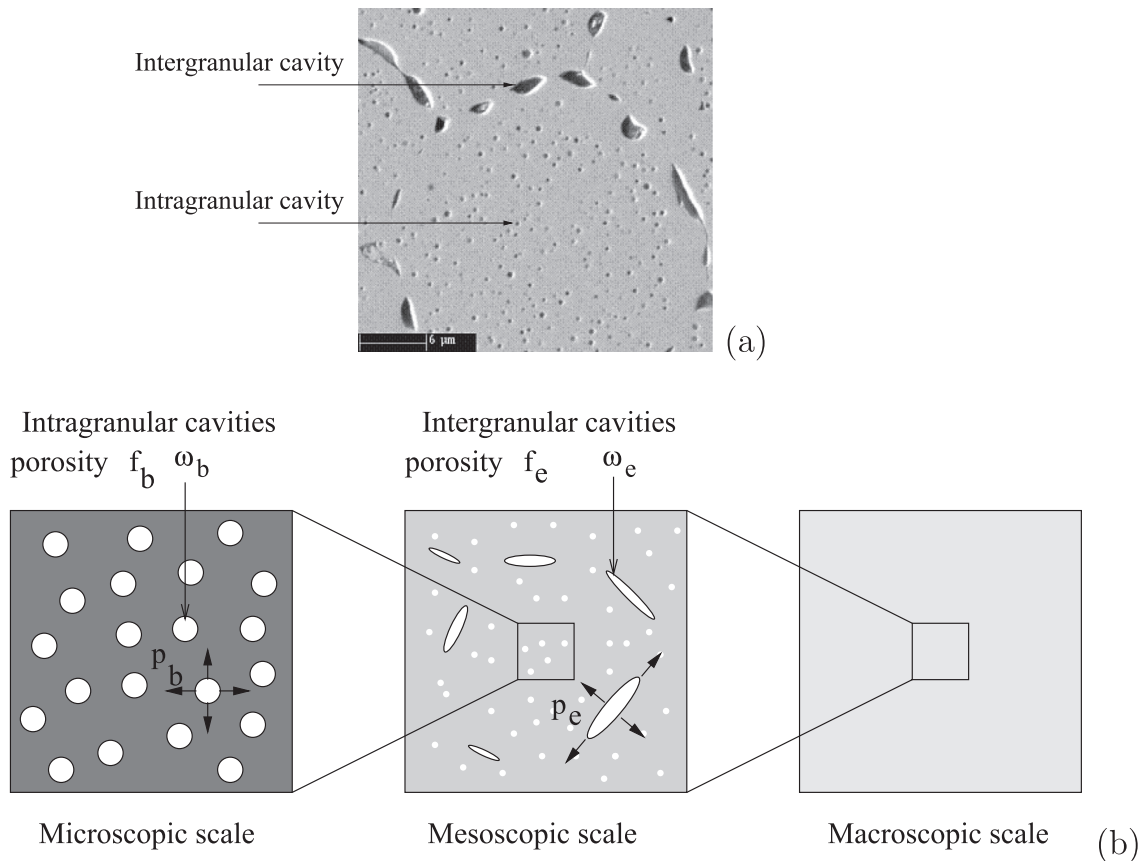 Intergranular cavity
Intragranular cavity
6 µm
(a)
Intragranular cavities
porosity f_b ω_b
Intergranular cavities
porosity f_e ω_e
p_b
p_e
Microscopic scale
Mesoscopic scale
Macroscopic scale
(b)